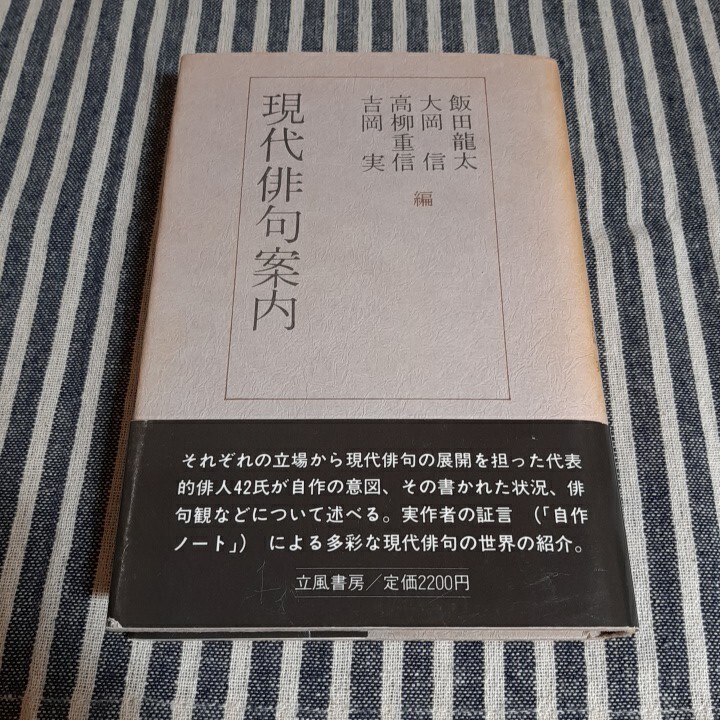 現代俳句案内
飯田龍太
大岡 信
高柳重信
吉岡 実
編
それぞれの立場から現代俳句の展開を担った代表
的俳人42氏が自作の意図、その書かれた状況、俳
句観などについて述べる。実作者の証言 (「自作
ノート」) による多彩な現代俳句の世界の紹介。
立風書房/定価2200円